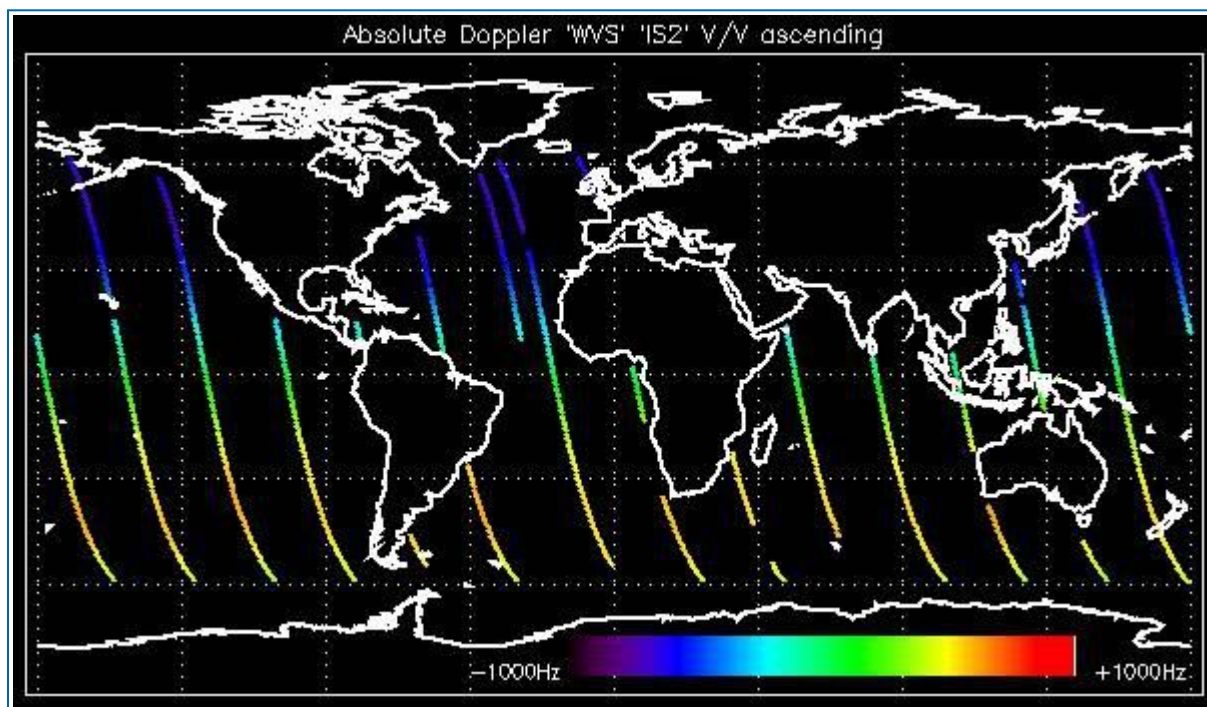 Absolute Doppler 'WVS' 'IS2' V/V ascending
−1000Hz
+1000Hz